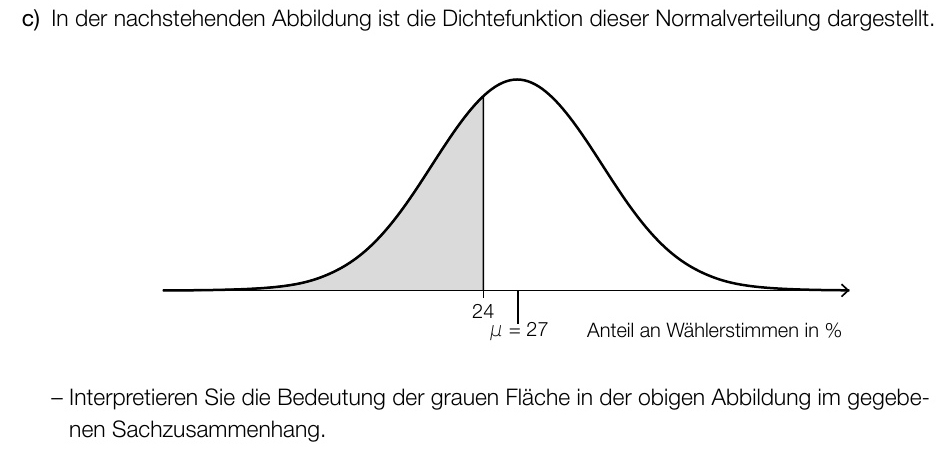 c) In der nachstehenden Abbildung ist die Dichtefunktion dieser Normalverteilung dargestellt.
24
μ = 27
Anteil an Wählerstimmen in %
– Interpretieren Sie die Bedeutung der grauen Fläche in der obigen Abbildung im gegebe-
nen Sachzusammenhang.